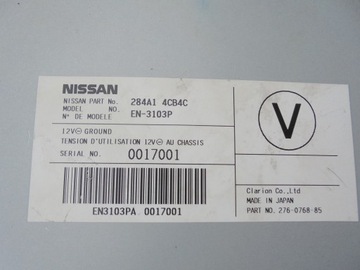 NISSAN
NISSAN PART No. 284A1 4CB4C
MODEL NO. EN-3103P
N° DE MODELE
12V⊖ GROUND
TENSION D'UTILISATION 12V⊖ AU CHASSIS
SERIAL NO. 0017001
EN3103PA 0017001
V
Clarion Co.,Ltd
MADE IN JAPAN
PART NO. 276-0768-85